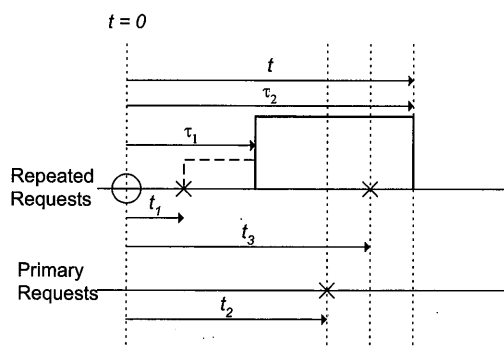 t = 0
t
τ2
τ1
Repeated
Requests
t1
t3
Primary
Requests
t2